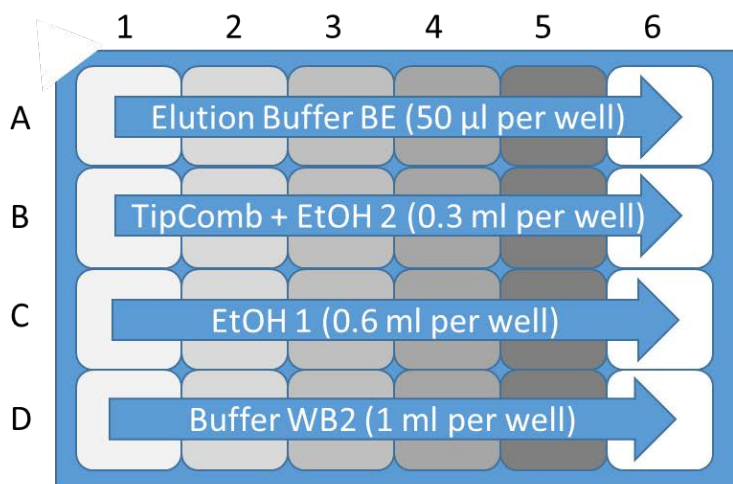 1 2 3 4 5 6
A Elution Buffer BE (50 µl per well)
B TipComb + EtOH 2 (0.3 ml per well)
C EtOH 1 (0.6 ml per well)
D Buffer WB2 (1 ml per well)